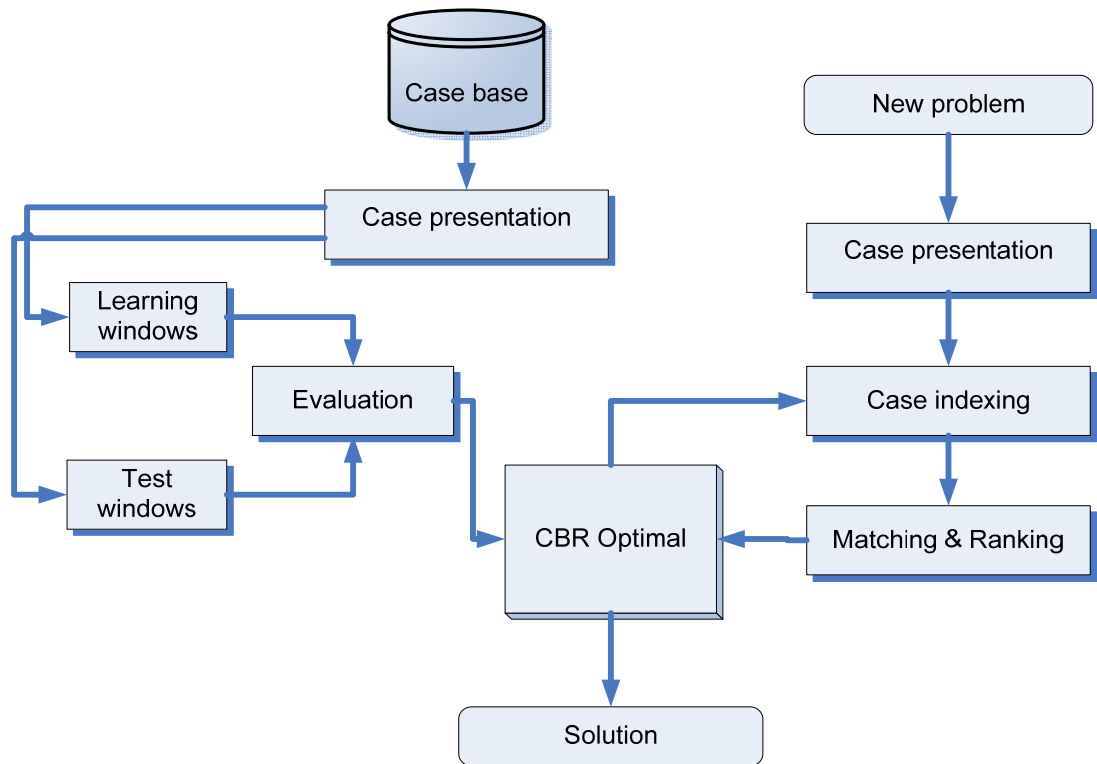 Case base
New problem
Case presentation
Case presentation
Learning
windows
Evaluation
Case indexing
Test
windows
CBR Optimal
Matching & Ranking
Solution